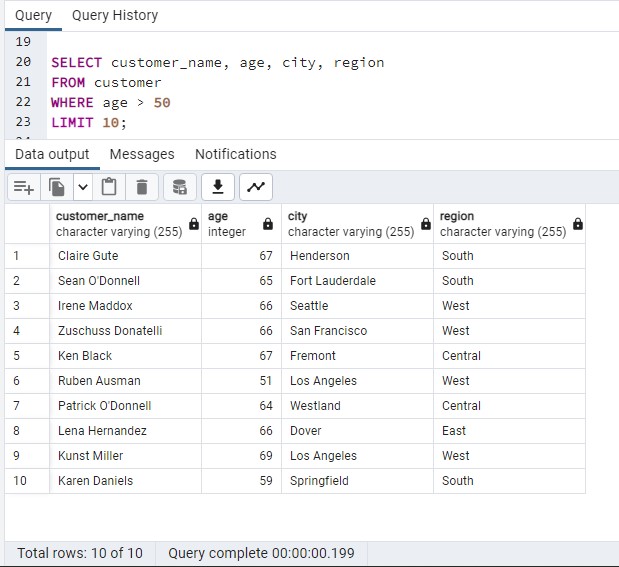 Query Query History
19
20 SELECT customer_name, age, city, region
21 FROM customer
22 WHERE age > 50
23 LIMIT 10;
Data output Messages Notifications
customer_name age city region
character varying (255) integer character varying (255) character varying (255)
1 Claire Gute 67 Henderson South
2 Sean O'Donnell 65 Fort Lauderdale South
3 Irene Maddox 66 Seattle West
4 Zuschuss Donatelli 66 San Francisco West
5 Ken Black 67 Fremont Central
6 Ruben Ausman 51 Los Angeles West
7 Patrick O'Donnell 64 Westland Central
8 Lena Hernandez 66 Dover East
9 Kunst Miller 69 Los Angeles West
10 Karen Daniels 59 Springfield South
Total rows: 10 of 10 Query complete 00:00:00.199